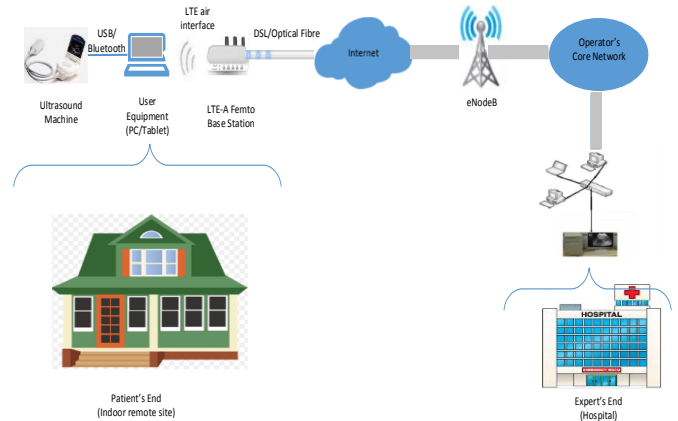 USB/
Bluetooth
LTE air
interface
DSL/Optical Fibre
Internet
Operator's
Core Network
Ultrasound
Machine
User
Equipment
(PC/Tablet)
LTE-A Femto
Base Station
eNodeB
HOSPITAL
Patient's End
(Indoor remote site)
Expert's End
(Hospital)